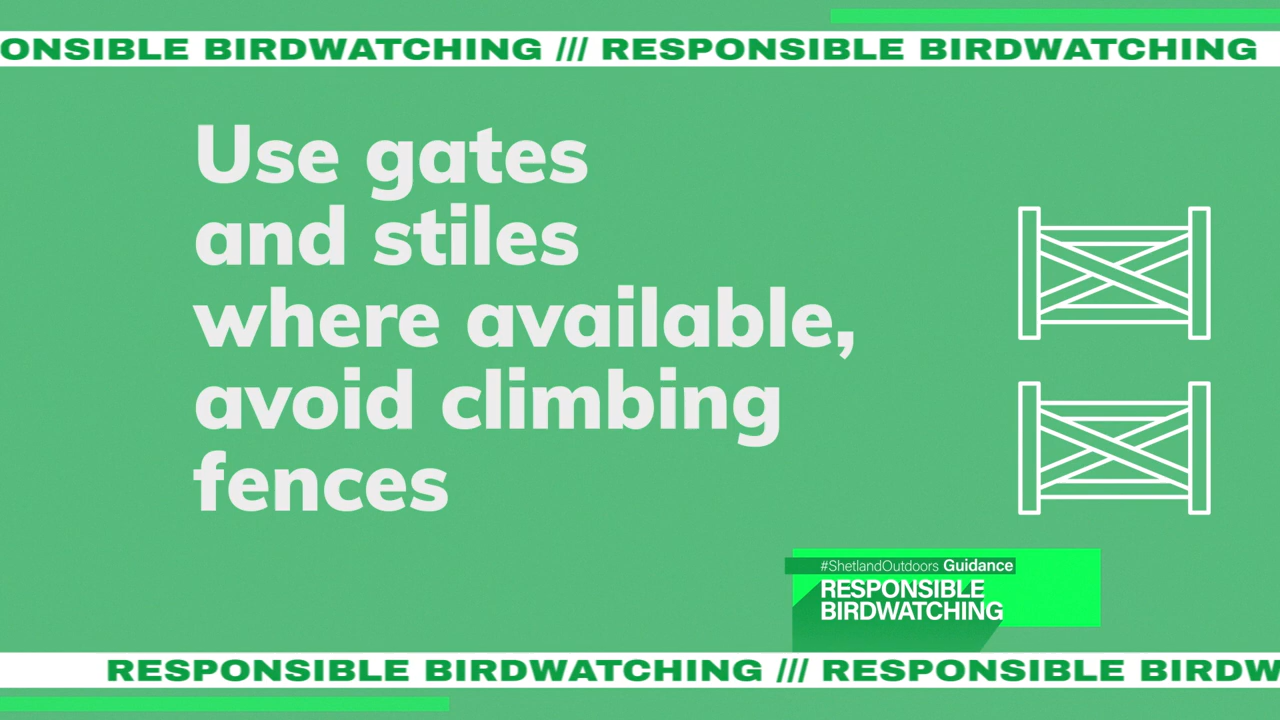 ONSIBLE BIRDWATCHING /// RESPONSIBLE BIRDWATCHING
Use gates
and stiles
where available,
avoid climbing
fences
#ShetlandOutdoors Guidance
RESPONSIBLE
BIRDWATCHING
RESPONSIBLE BIRDWATCHING /// RESPONSIBLE BIRDW